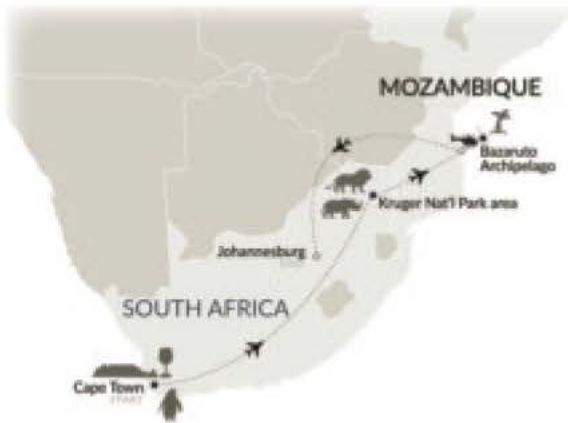 MOZAMBIQUE
Bazaruto
Archipelago
Kruger Nat'l Park area
Johannesburg
SOUTH AFRICA
Cape Town
START